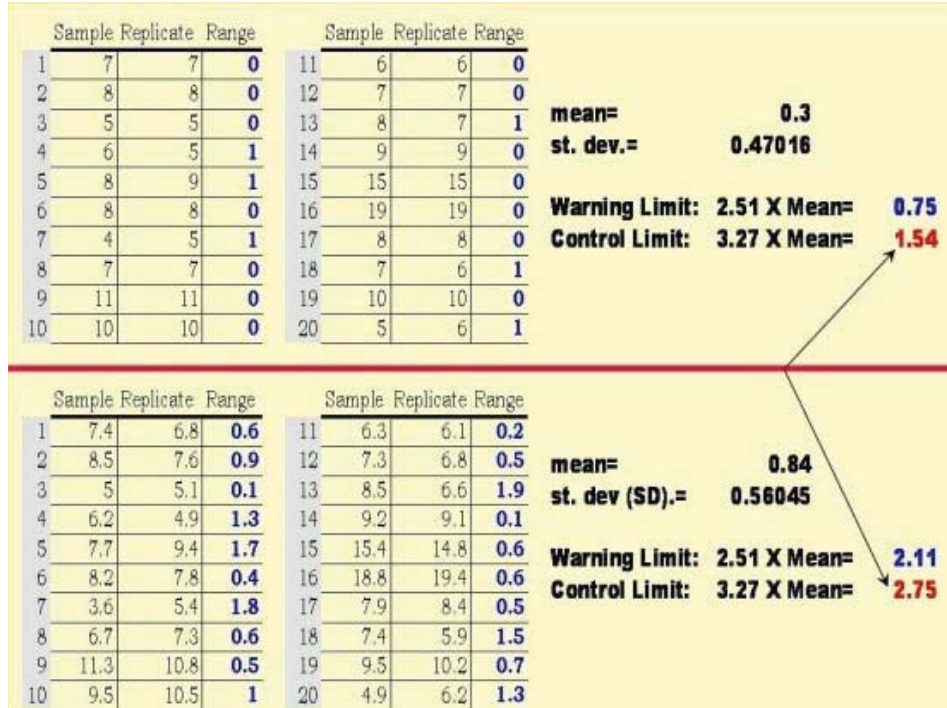 Sample Replicate Range Sample Replicate Range
1 7 7 0 11 6 6 0
2 8 8 0 12 7 7 0
3 5 5 0 13 8 7 1
4 6 5 1 14 9 9 0
5 8 9 1 15 15 15 0
6 8 8 0 16 19 19 0
7 4 5 1 17 8 8 0
8 7 7 0 18 7 6 1
9 11 11 0 19 10 10 0
10 10 10 0 20 5 6 1
mean= 0.3
st. dev.= 0.47016
Warning Limit: 2.51 X Mean= 0.75
Control Limit: 3.27 X Mean= 1.54
Sample Replicate Range Sample Replicate Range
1 7.4 6.8 0.6 11 6.3 6.1 0.2
2 8.5 7.6 0.9 12 7.3 6.8 0.5
3 5 5.1 0.1 13 8.5 6.6 1.9
4 6.2 4.9 1.3 14 9.2 9.1 0.1
5 7.7 9.4 1.7 15 15.4 14.8 0.6
6 8.2 7.8 0.4 16 18.8 19.4 0.6
7 3.6 5.4 1.8 17 7.9 8.4 0.5
8 6.7 7.3 0.6 18 7.4 5.9 1.5
9 11.3 10.8 0.5 19 9.5 10.2 0.7
10 9.5 10.5 1 20 4.9 6.2 1.3
mean= 0.84
st. dev (SD).= 0.56045
Warning Limit: 2.51 X Mean= 2.11
Control Limit: 3.27 X Mean= 2.75